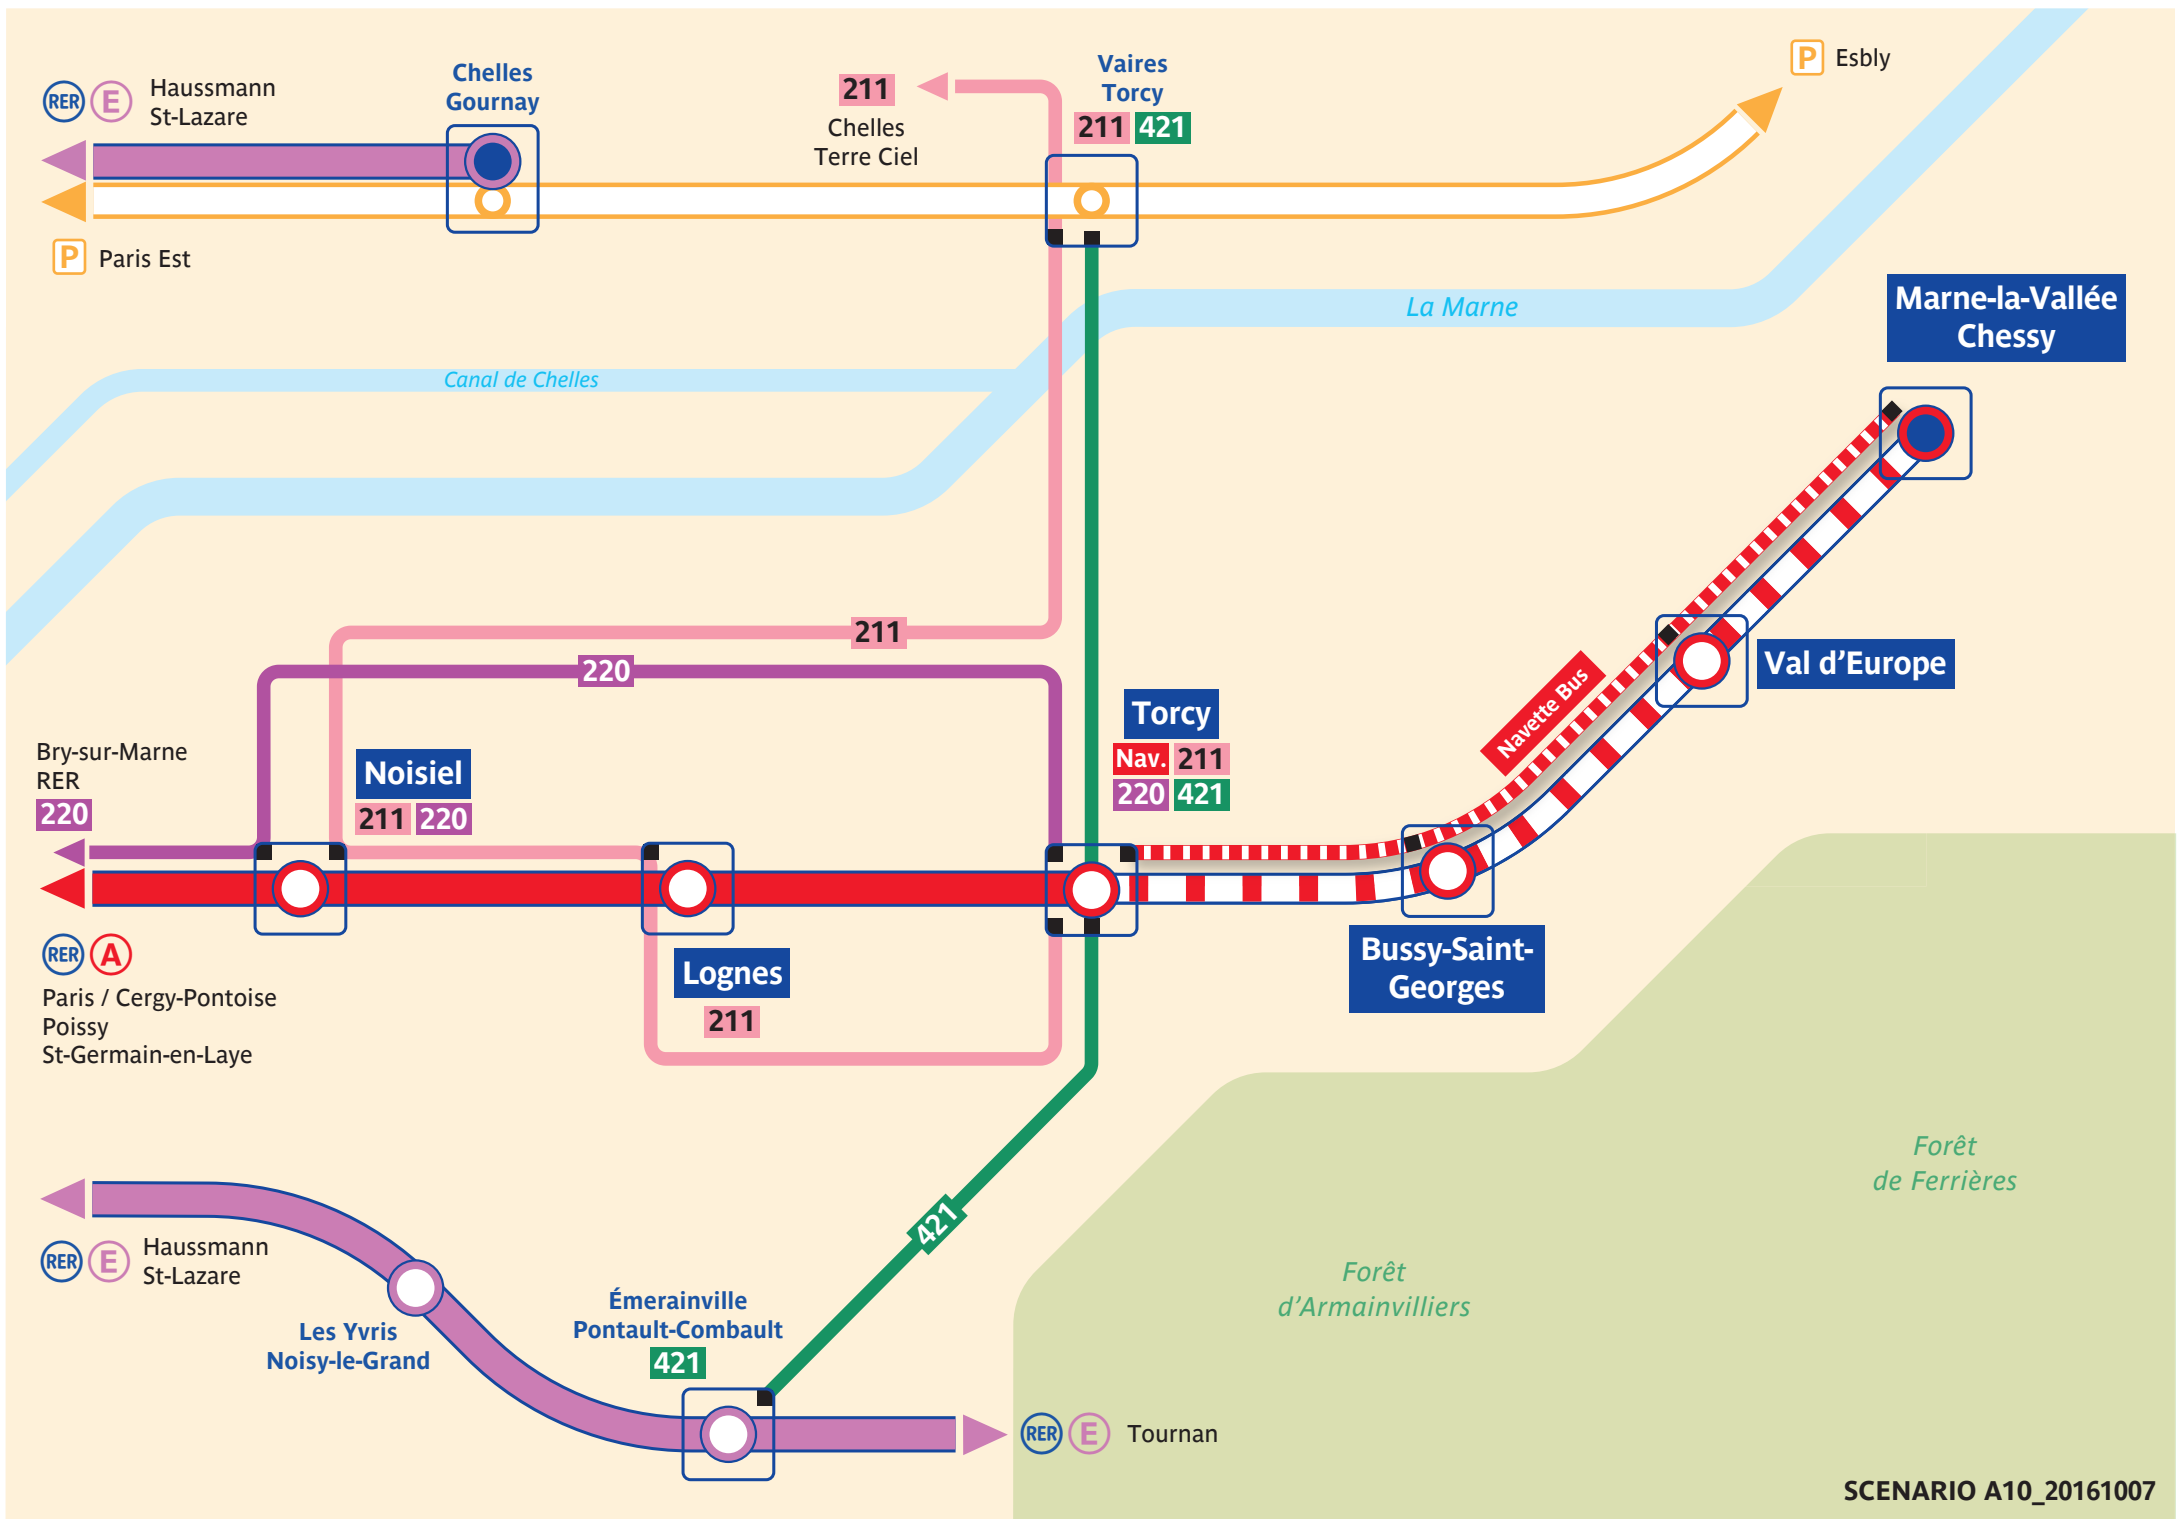 RER E Haussmann
St-Lazare
Chelles
Gournay
211
Chelles
Terre Ciel
Vaires
Torcy
211 421
P Esbly
P Paris Est
La Marne
Marne-la-Vallée
Chessy
Canal de Chelles
211
220
Val d'Europe
Navette Bus
Torcy
Nav. 211
220 421
Bry-sur-Marne
RER
220
Noisiel
211 220
RER A
Paris / Cergy-Pontoise
Poissy
St-Germain-en-Laye
Lognes
211
Bussy-Saint-
Georges
Forêt
de Ferrières
421
Forêt
d'Armainvilliers
RER E Haussmann
St-Lazare
Les Yvris
Noisy-le-Grand
Émerainville
Pontault-Combault
421
RER E Tournan
SCENARIO A10_20161007